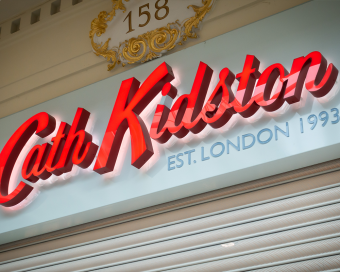 158
Cath Kidston
EST. LONDON 1993